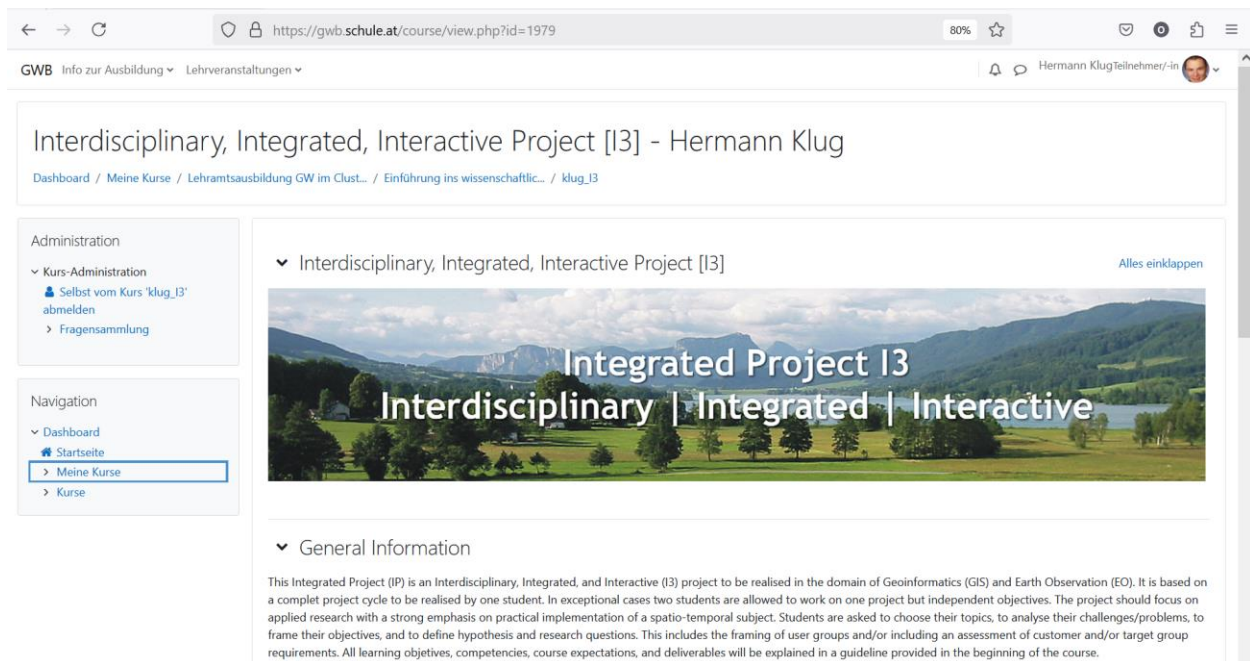 https://gwb.schule.at/course/view.php?id=1979
80%
GWB Info zur Ausbildung Lehrveranstaltungen
Hermann Klug Teilnehmer/-in
Interdisciplinary, Integrated, Interactive Project [I3] - Hermann Klug
Dashboard / Meine Kurse / Lehramtsausbildung GW im Clust... / Einführung ins wissenschaftlic... / klug_I3
Administration
Kurs-Administration
Selbst vom Kurs 'klug_I3'
abmelden
Fragensammlung
Navigation
Dashboard
Startseite
Meine Kurse
Kurse
Interdisciplinary, Integrated, Interactive Project [I3]
Alles einklappen
Integrated Project I3
Interdisciplinary | Integrated | Interactive
General Information
This Integrated Project (IP) is an Interdisciplinary, Integrated, and Interactive (I3) project to be realised in the domain of Geoinformatics (GIS) and Earth Observation (EO). It is based on
a complet project cycle to be realised by one student. In exceptional cases two students are allowed to work on one project but independent objectives. The project should focus on
applied research with a strong emphasis on practical implementation of a spatio-temporal subject. Students are asked to choose their topics, to analyse their challenges/problems, to
frame their objectives, and to define hypothesis and research questions. This includes the framing of user groups and/or including an assessment of customer and/or target group
requirements. All learning objetives, competencies, course expectations, and deliverables will be explained in a guideline provided in the beginning of the course.